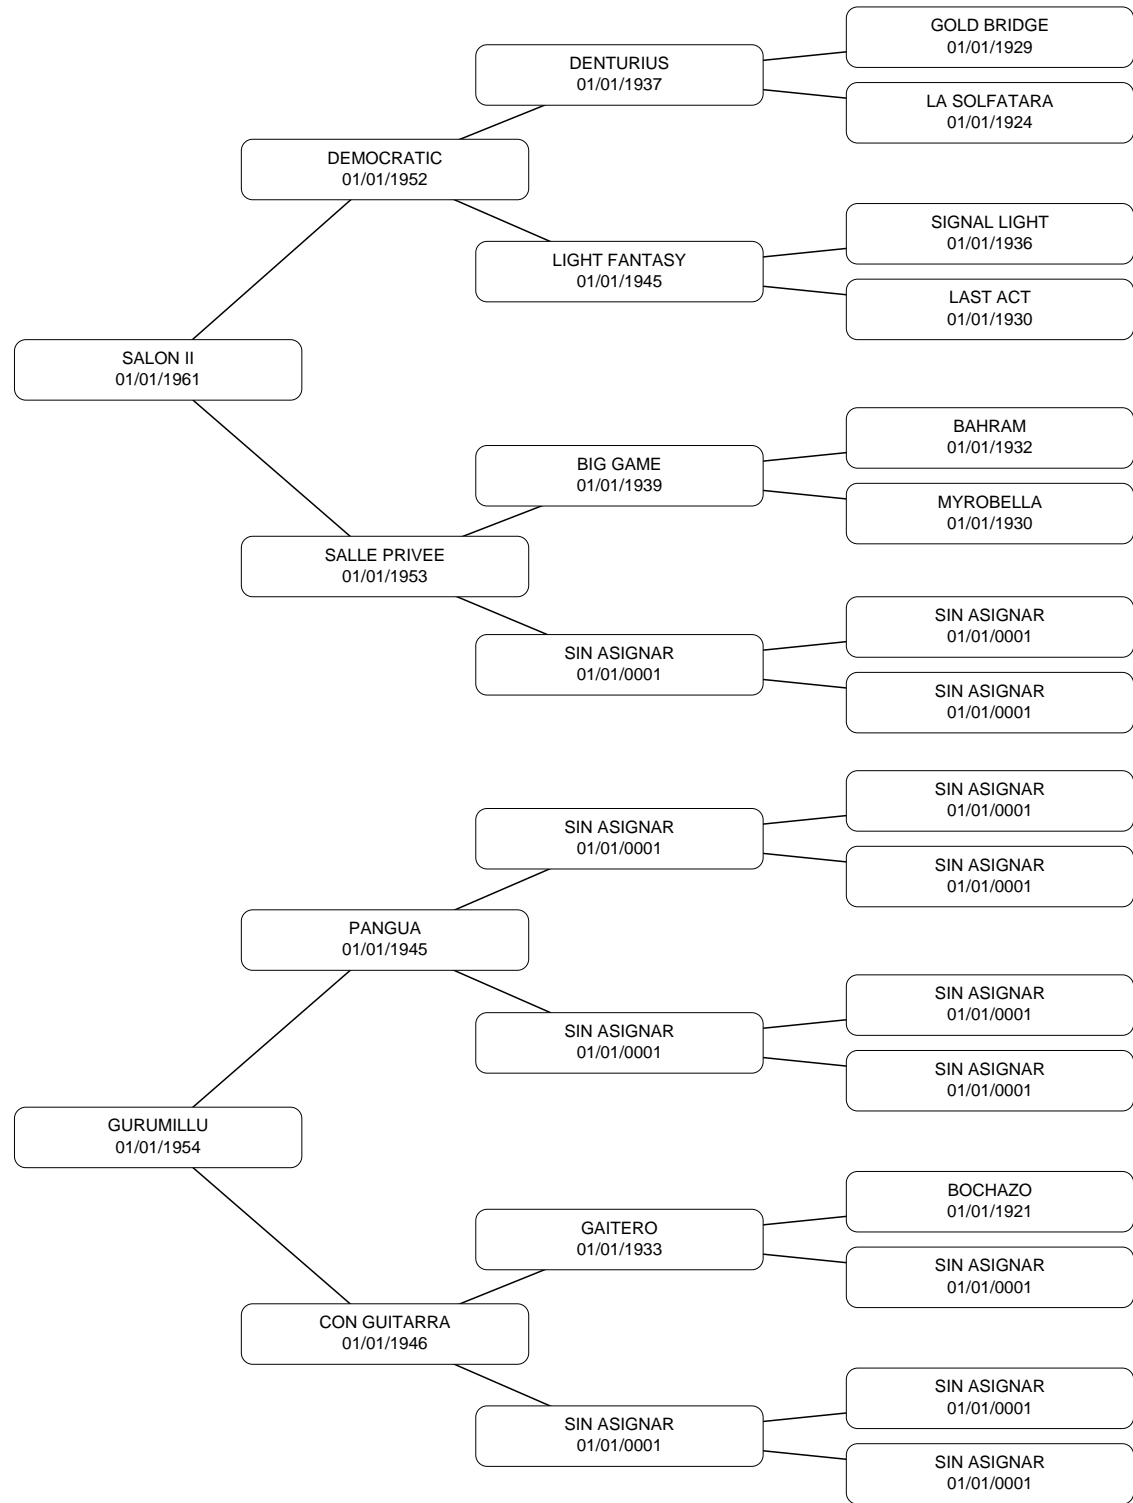 GOLD BRIDGE
01/01/1929
DENTURIUS
01/01/1937
LA SOLFATARA
01/01/1924
DEMOCRATIC
01/01/1952
SIGNAL LIGHT
01/01/1936
LIGHT FANTASY
01/01/1945
LAST ACT
01/01/1930
SALON II
01/01/1961
BAHRAM
01/01/1932
BIG GAME
01/01/1939
MYROBELLA
01/01/1930
SALLE PRIVEE
01/01/1953
SIN ASIGNAR
01/01/0001
SIN ASIGNAR
01/01/0001
SIN ASIGNAR
01/01/0001
SIN ASIGNAR
01/01/0001
SIN ASIGNAR
01/01/0001
SIN ASIGNAR
01/01/0001
PANGUA
01/01/1945
SIN ASIGNAR
01/01/0001
SIN ASIGNAR
01/01/0001
SIN ASIGNAR
01/01/0001
GURUMILLU
01/01/1954
BOCHAZO
01/01/1921
GAITERO
01/01/1933
SIN ASIGNAR
01/01/0001
CON GUITARRA
01/01/1946
SIN ASIGNAR
01/01/0001
SIN ASIGNAR
01/01/0001
SIN ASIGNAR
01/01/0001